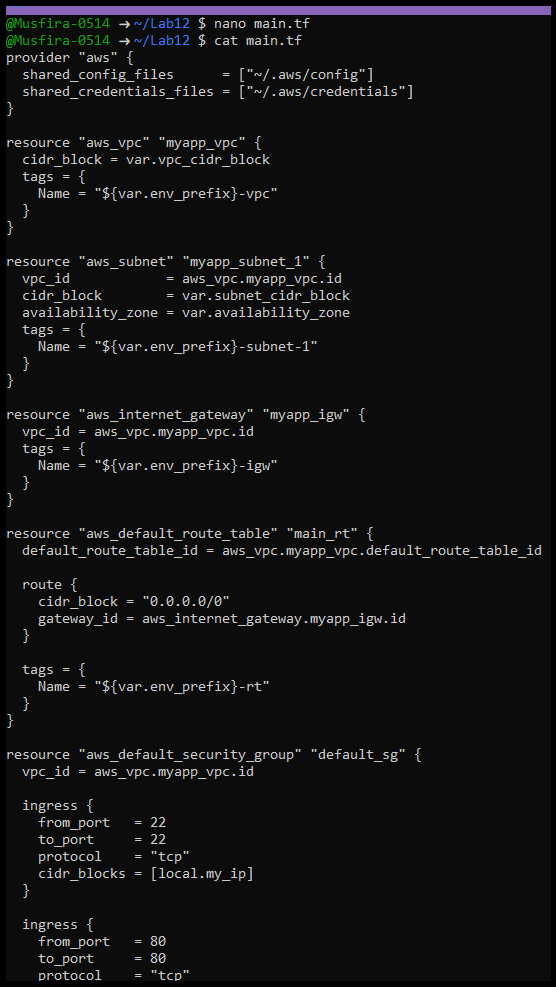 @Musfira-0514 ➜ ~/Lab12 $ nano main.tf
@Musfira-0514 ➜ ~/Lab12 $ cat main.tf
provider "aws" {
  shared_config_files      = ["~/.aws/config"]
  shared_credentials_files = ["~/.aws/credentials"]
}

resource "aws_vpc" "myapp_vpc" {
  cidr_block = var.vpc_cidr_block
  tags = {
    Name = "${var.env_prefix}-vpc"
  }
}

resource "aws_subnet" "myapp_subnet_1" {
  vpc_id            = aws_vpc.myapp_vpc.id
  cidr_block        = var.subnet_cidr_block
  availability_zone = var.availability_zone
  tags = {
    Name = "${var.env_prefix}-subnet-1"
  }
}

resource "aws_internet_gateway" "myapp_igw" {
  vpc_id = aws_vpc.myapp_vpc.id
  tags = {
    Name = "${var.env_prefix}-igw"
  }
}

resource "aws_default_route_table" "main_rt" {
  default_route_table_id = aws_vpc.myapp_vpc.default_route_table_id

  route {
    cidr_block = "0.0.0.0/0"
    gateway_id = aws_internet_gateway.myapp_igw.id
  }

  tags = {
    Name = "${var.env_prefix}-rt"
  }
}

resource "aws_default_security_group" "default_sg" {
  vpc_id = aws_vpc.myapp_vpc.id

  ingress {
    from_port   = 22
    to_port     = 22
    protocol    = "tcp"
    cidr_blocks = [local.my_ip]
  }

  ingress {
    from_port   = 80
    to_port     = 80
    protocol    = "tcp"